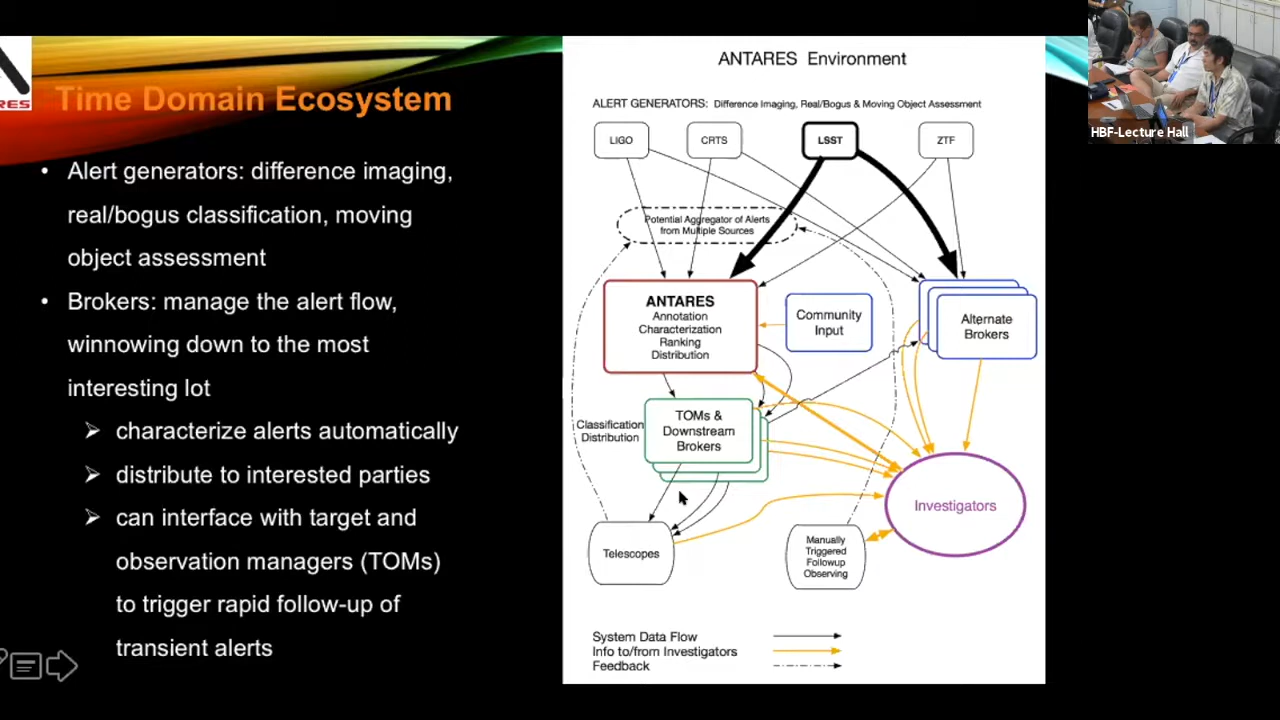 RES
Time Domain Ecosystem
• Alert generators: difference imaging,
real/bogus classification, moving
object assessment
• Brokers: manage the alert flow,
winnowing down to the most
interesting lot
➢ characterize alerts automatically
➢ distribute to interested parties
➢ can interface with target and
observation managers (TOMs)
to trigger rapid follow-up of
transient alerts
ANTARES Environment
ALERT GENERATORS: Difference Imaging, Real/Bogus & Moving Object Assessment
LIGO
CRTS
LSST
ZTF
Potential Aggregator of Alerts
from Multiple Sources
ANTARES
Annotation
Characterization
Ranking
Distribution
Community
Input
Alternate
Brokers
Classification
Distribution
TOMs &
Downstream
Brokers
Investigators
Telescopes
Manually
Triggered
Followup
Observing
System Data Flow
Info to/from Investigators
Feedback
HBF-Lecture Hall